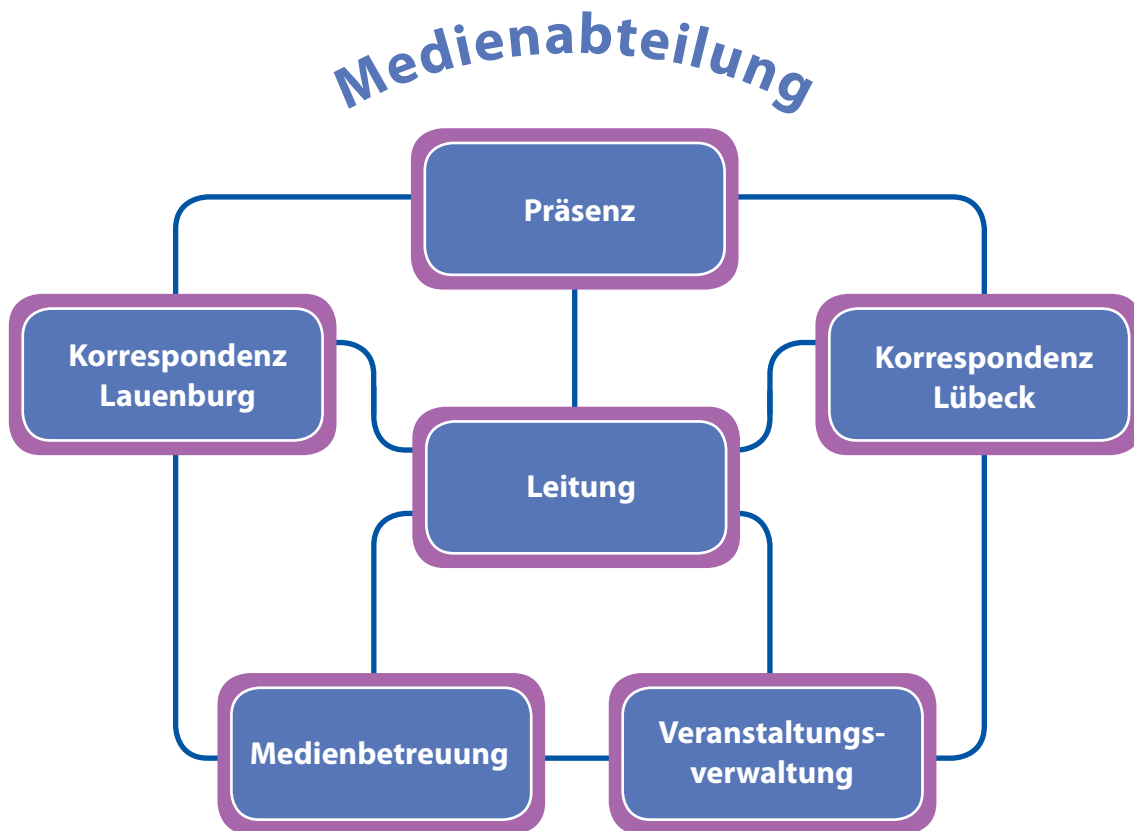 Medienabteilung
Präsenz
Korrespondenz
Lauenburg
Korrespondenz
Lübeck
Leitung
Medienbetreuung
Veranstaltungs-
verwaltung